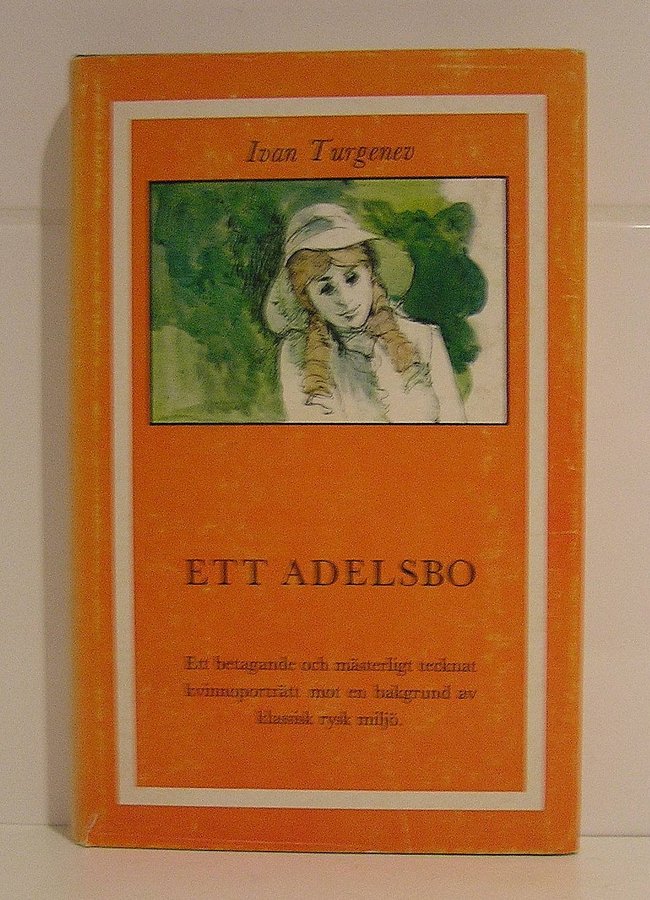 Ivan Turgenev
ETT ADELSBO
Ett betagande och mästerligt tecknat
kvinnoporträtt mot en bakgrund av
klassisk rysk miljö.